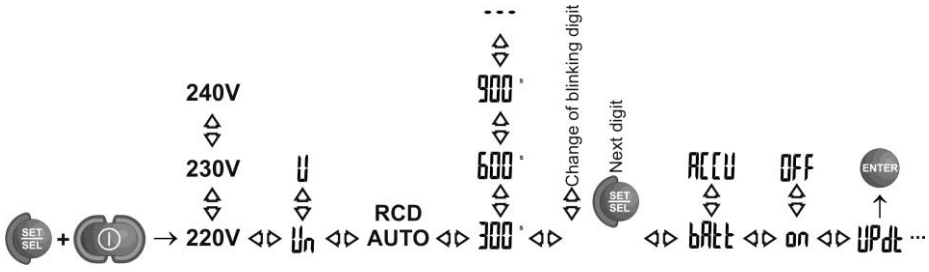 ---
900 s
240V
Change of blinking digit
Next digit
230V
U
600 s
ACCU
OFF
ENTER
SET
SEL
SET
SEL
+
220V
Un
RCD
AUTO
300 s
bAtt
on
UPdt ...